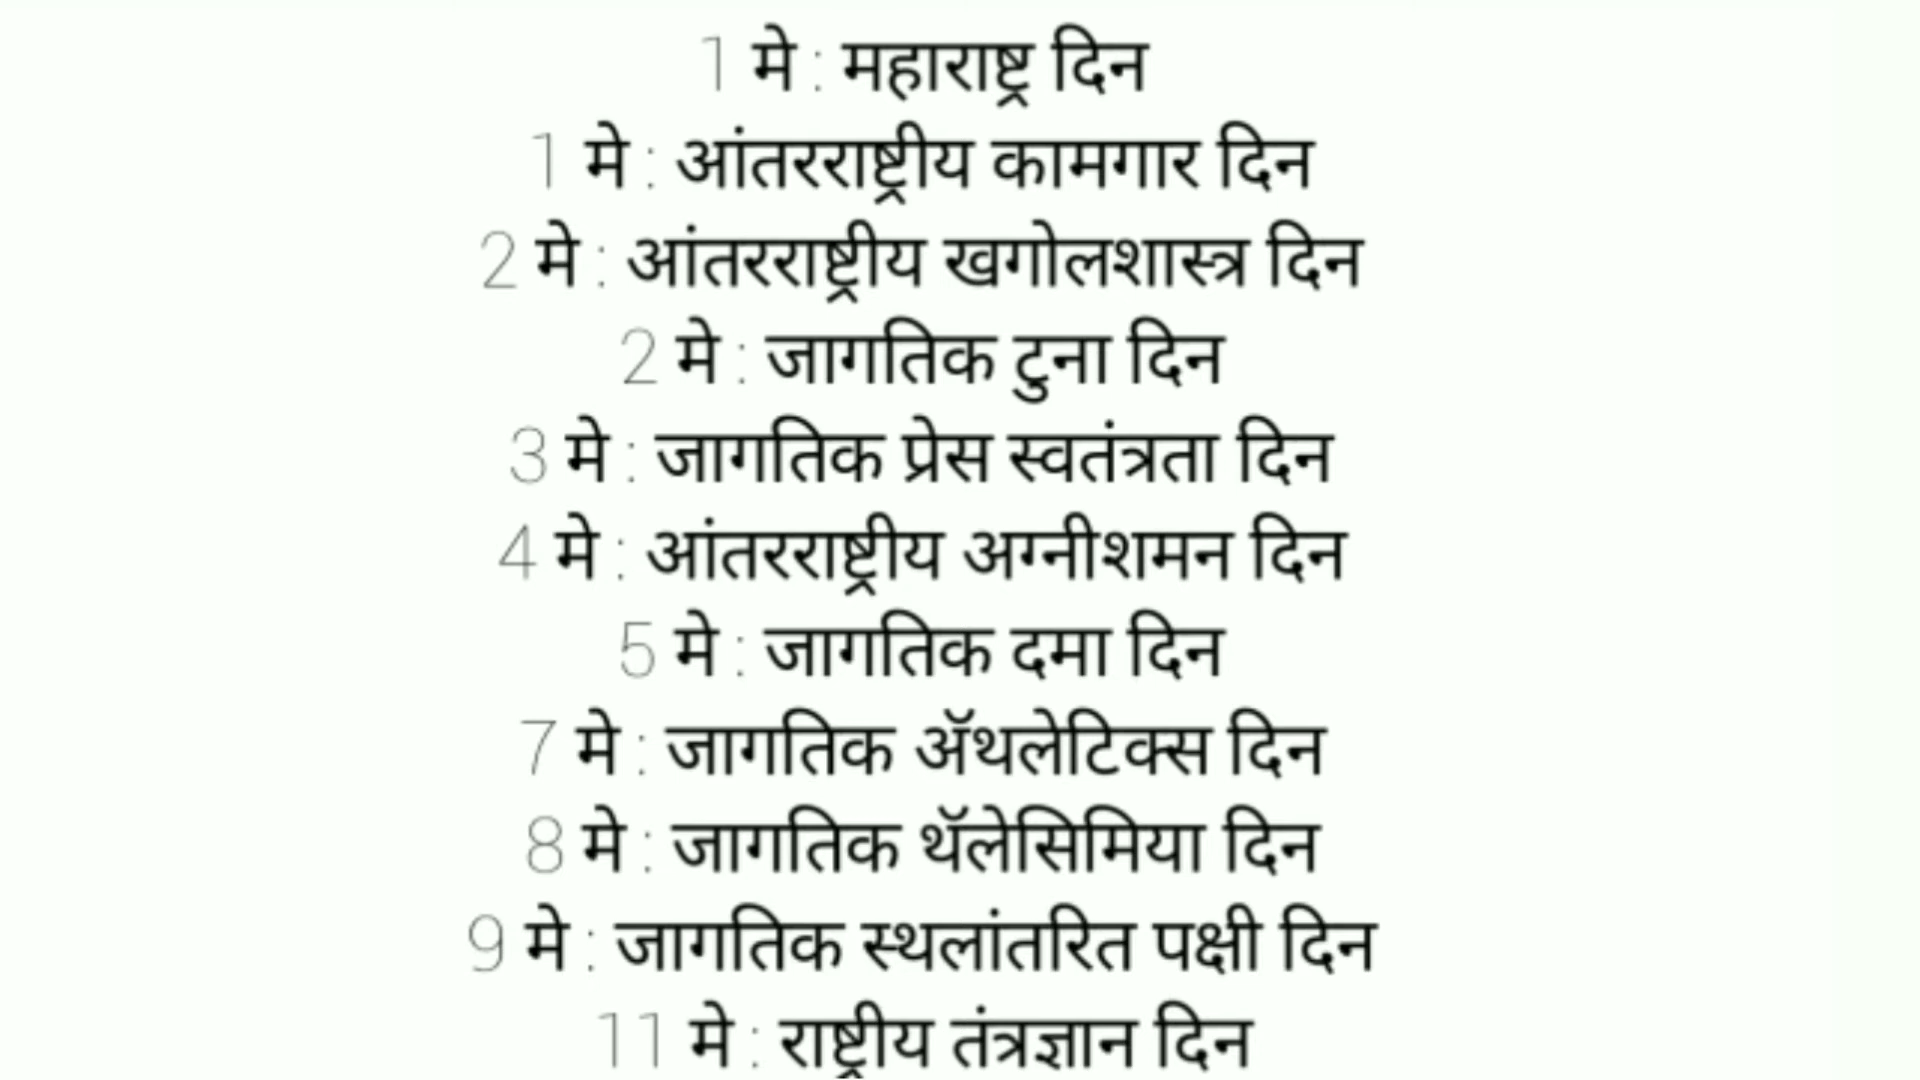 1 मे : महाराष्ट्र दिन
1 मे : आंतरराष्ट्रीय कामगार दिन
2 मे : आंतरराष्ट्रीय खगोलशास्त्र दिन
2 मे : जागतिक टुना दिन
3 मे : जागतिक प्रेस स्वतंत्रता दिन
4 मे : आंतरराष्ट्रीय अग्नीशमन दिन
5 मे : जागतिक दमा दिन
7 मे : जागतिक ॲथलेटिक्स दिन
8 मे : जागतिक थॅलेसिमिया दिन
9 मे : जागतिक स्थलांतरित पक्षी दिन
11 मे : राष्ट्रीय तंत्रज्ञान दिन